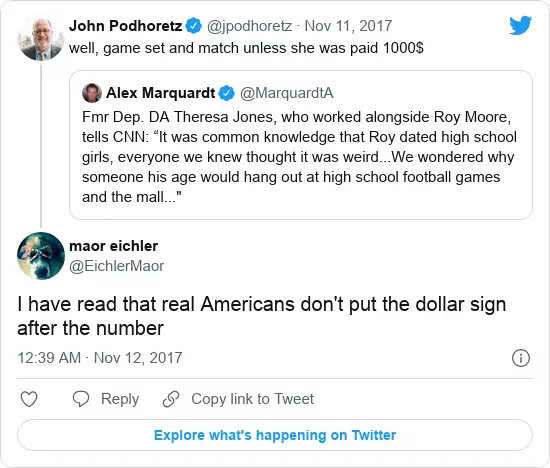 John Podhoretz @jpodhoretz · Nov 11, 2017
well, game set and match unless she was paid 1000$
Alex Marquardt @MarquardtA
Fmr Dep. DA Theresa Jones, who worked alongside Roy Moore,
tells CNN: “It was common knowledge that Roy dated high school
girls, everyone we knew thought it was weird...We wondered why
someone his age would hang out at high school football games
and the mall..."
maor eichler
@EichlerMaor
I have read that real Americans don't put the dollar sign
after the number
12:39 AM · Nov 12, 2017
Reply Copy link to Tweet
Explore what's happening on Twitter